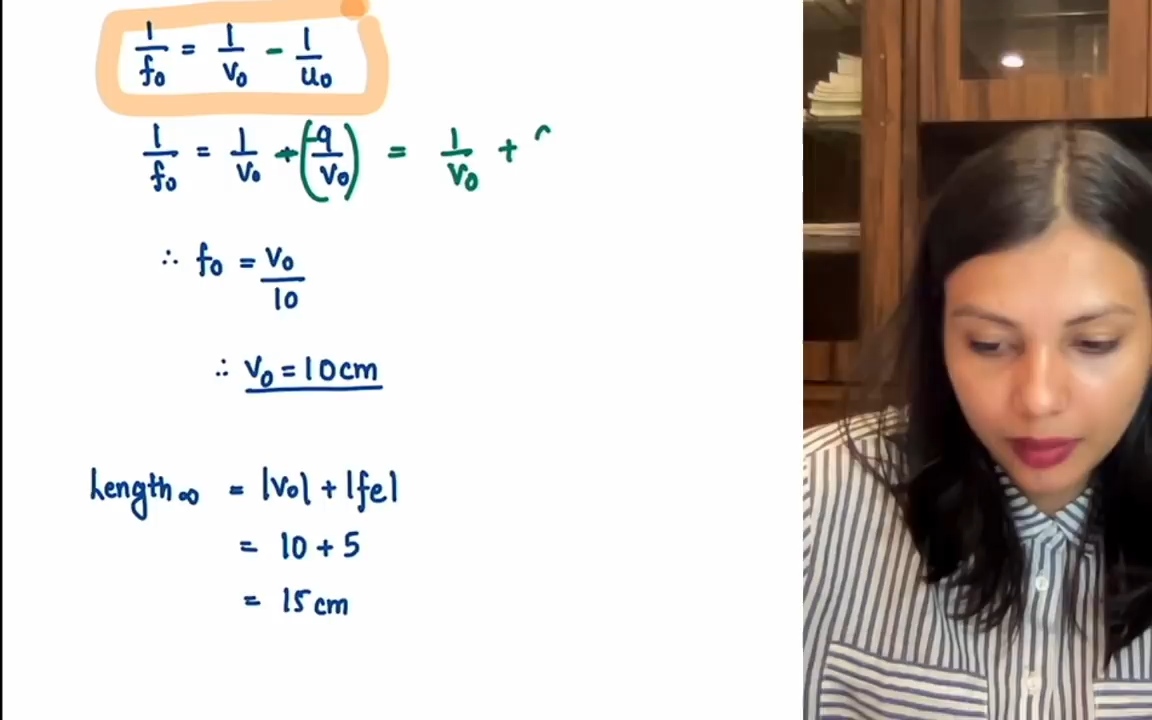 1/f₀ = 1/v₀ - 1/u₀
1/f₀ = 1/v₀ + (-9/v₀) = 1/v₀ +
∴ f₀ = v₀/10
∴ v₀ = 10cm
Length∞ = |v₀| + |fe|
= 10 + 5
= 15 cm